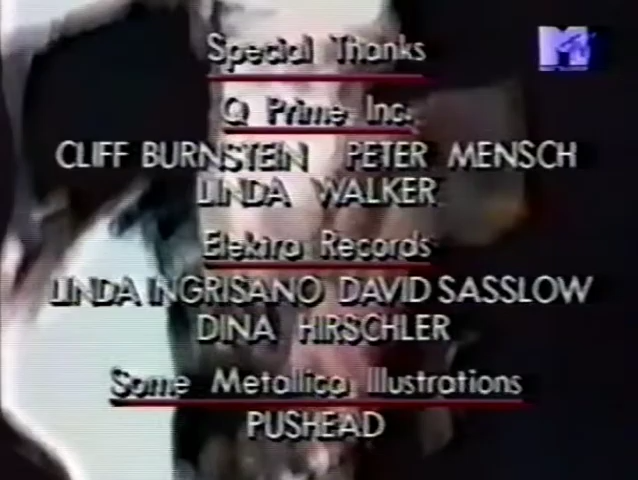 Special Thanks
Q Prime Inc.
CLIFF BURNSTEIN PETER MENSCH
LINDA WALKER
Elektra Records
LINDA INGRISANO DAVID SASSLOW
DINA HIRSCHLER
Some Metallica Illustrations
PUSHEAD
MTV